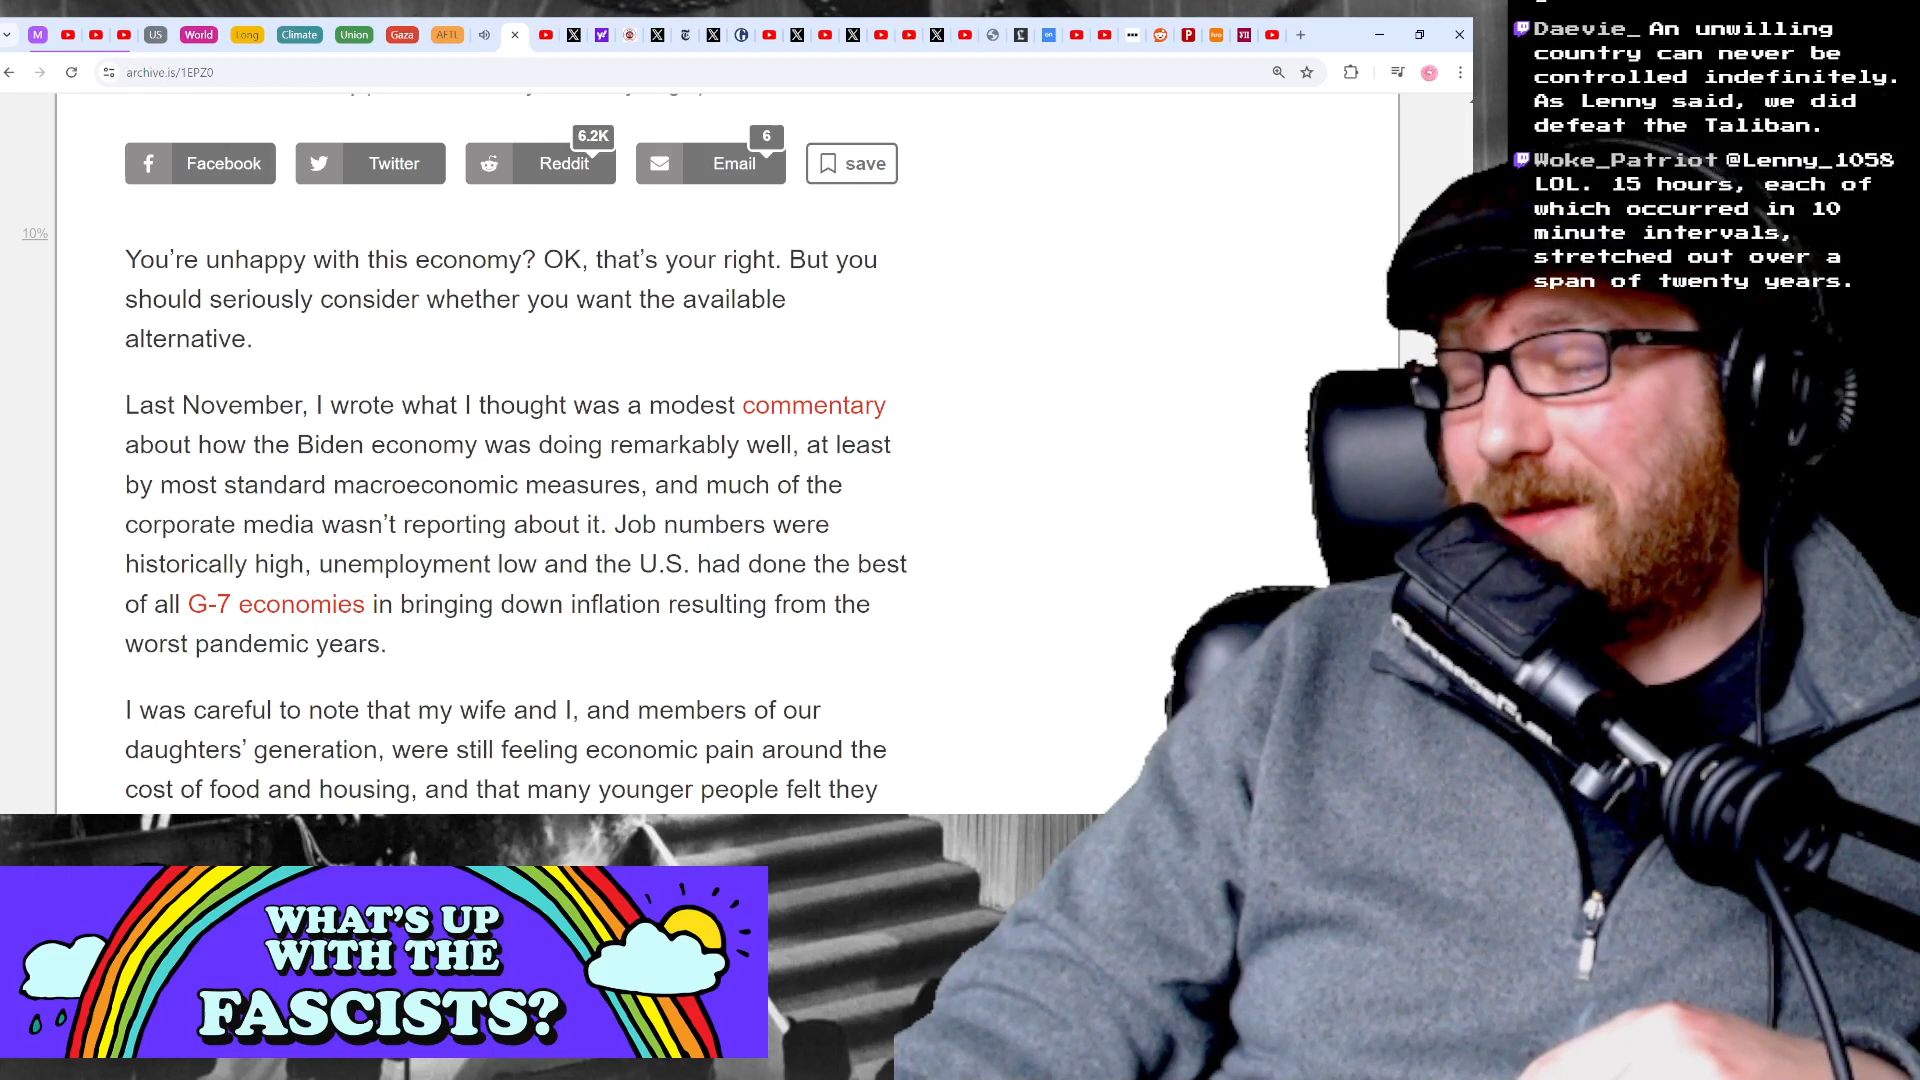 M
US
World
Long
Climate
Union
Gaza
AFTL
archive.is/1EPZ0
6.2K
6
Facebook
Twitter
Reddit
Email
save
10%
You’re unhappy with this economy? OK, that’s your right. But you
should seriously consider whether you want the available
alternative.
Last November, I wrote what I thought was a modest commentary
about how the Biden economy was doing remarkably well, at least
by most standard macroeconomic measures, and much of the
corporate media wasn’t reporting about it. Job numbers were
historically high, unemployment low and the U.S. had done the best
of all G-7 economies in bringing down inflation resulting from the
worst pandemic years.
I was careful to note that my wife and I, and members of our
daughters’ generation, were still feeling economic pain around the
cost of food and housing, and that many younger people felt they
WHAT'S UP
WITH THE
FASCISTS?
Daevie_ An unwilling
country can never be
controlled indefinitely.
As Lenny said, we did
defeat the Taliban.
Woke_Patriot @Lenny_1058
LOL. 15 hours, each of
which occurred in 10
minute intervals,
stretched out over a
span of twenty years.